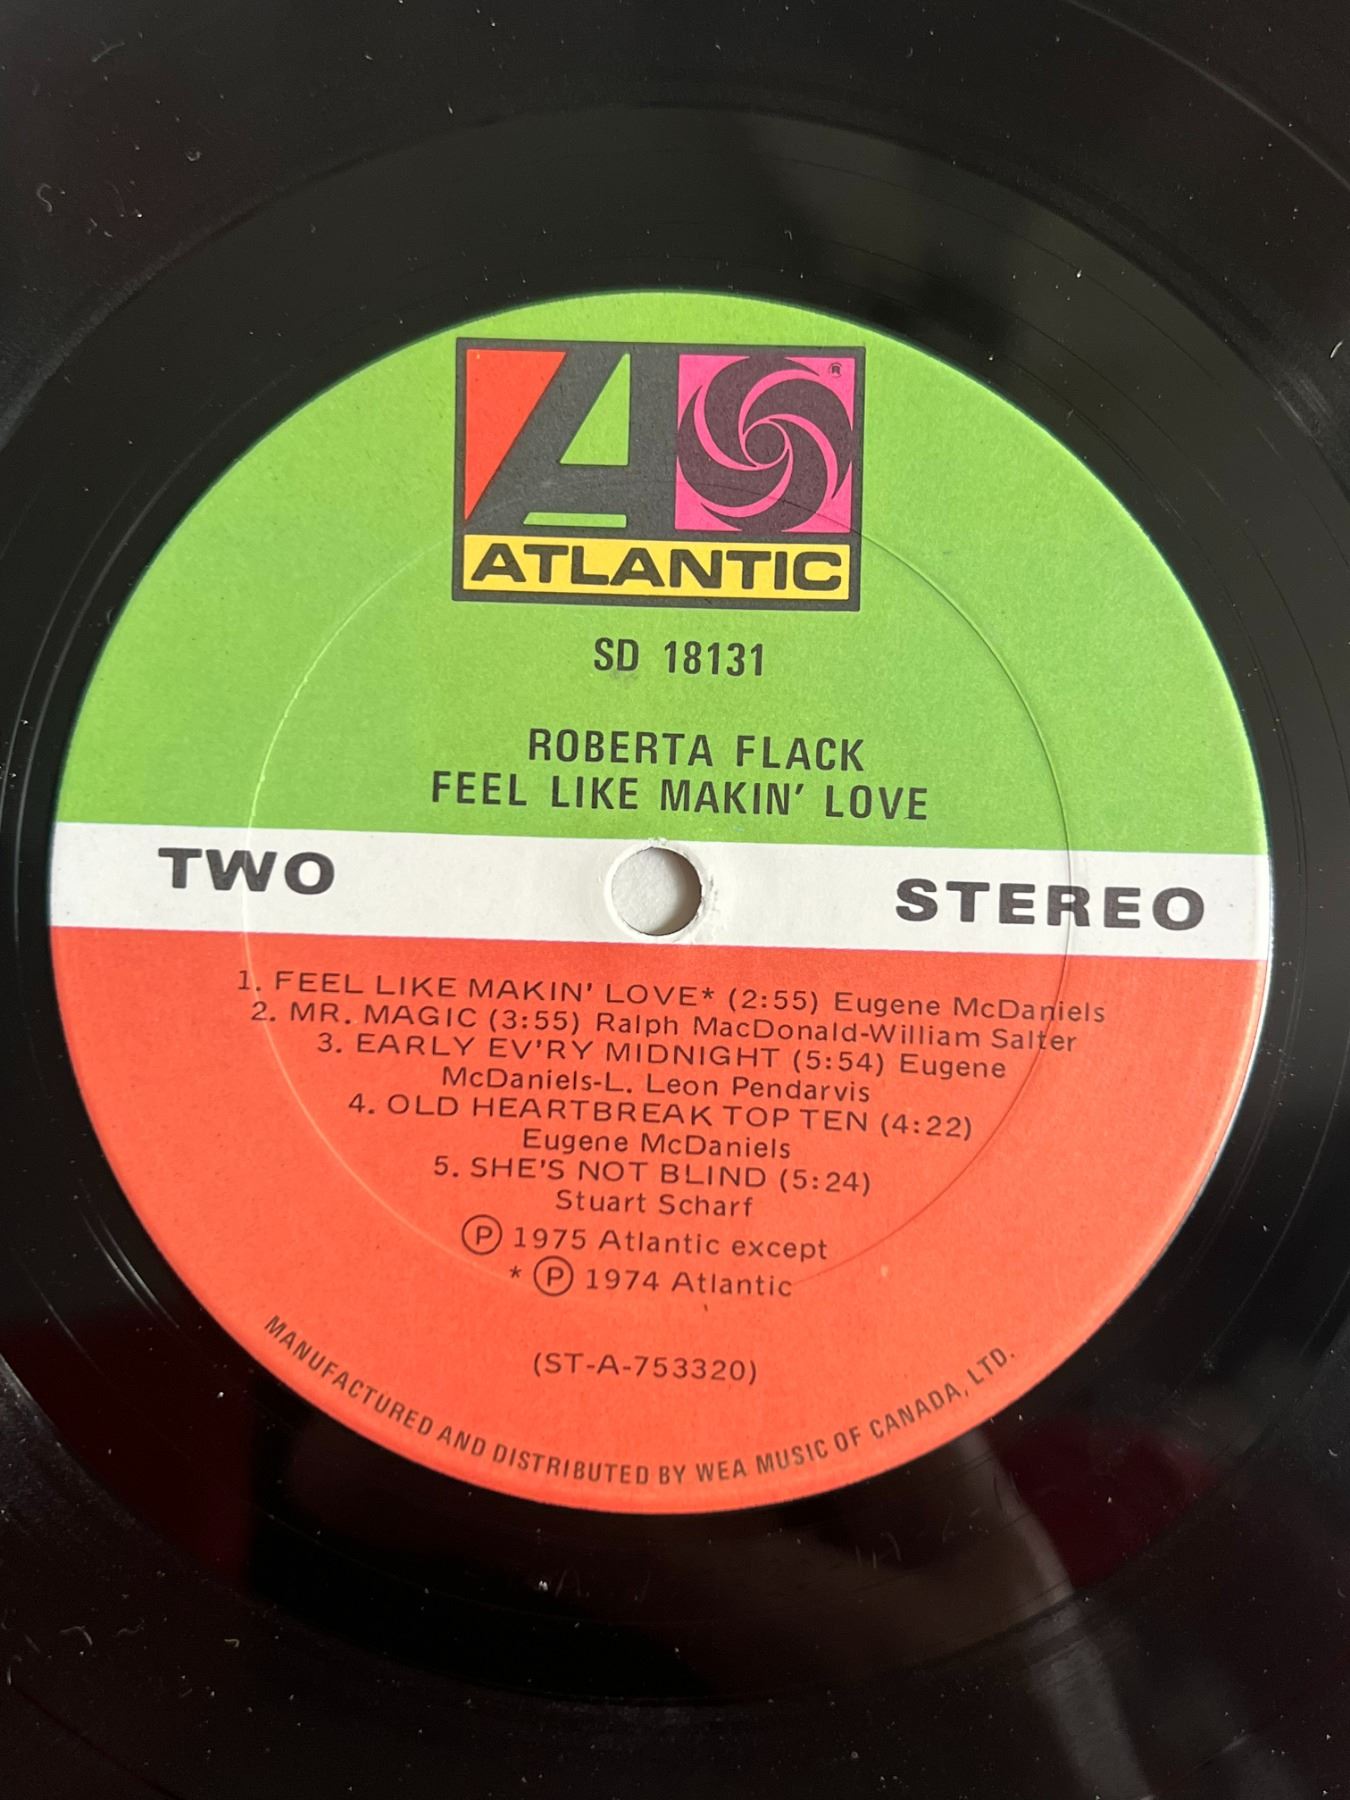 A
®
ATLANTIC
SD 18131
ROBERTA FLACK
FEEL LIKE MAKIN' LOVE
TWO
STEREO
1. FEEL LIKE MAKIN' LOVE* (2:55) Eugene McDaniels
2. MR. MAGIC (3:55) Ralph MacDonald-William Salter
3. EARLY EV'RY MIDNIGHT (5:54) Eugene
McDaniels-L. Leon Pendarvis
4. OLD HEARTBREAK TOP TEN (4:22)
Eugene McDaniels
5. SHE'S NOT BLIND (5:24)
Stuart Scharf
Ⓟ 1975 Atlantic except
* Ⓟ 1974 Atlantic
(ST-A-753320)
MANUFACTURED AND DISTRIBUTED BY WEA MUSIC OF CANADA, LTD.